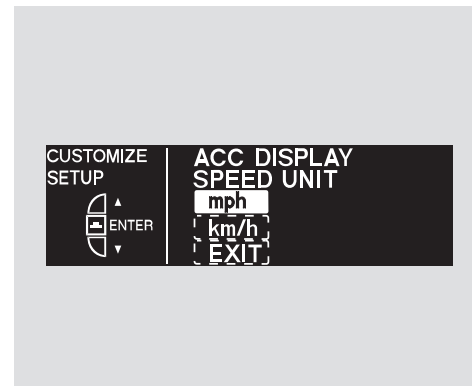 CUSTOMIZE
SETUP
ENTER
ACC DISPLAY
SPEED UNIT
mph
km/h
EXIT